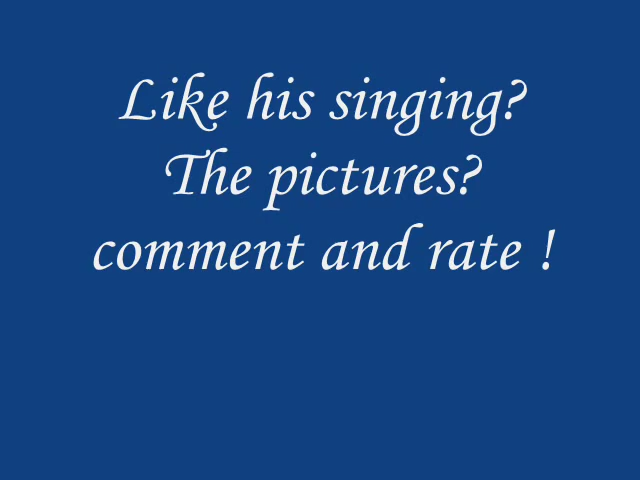 Like his singing?
The pictures?
comment and rate !